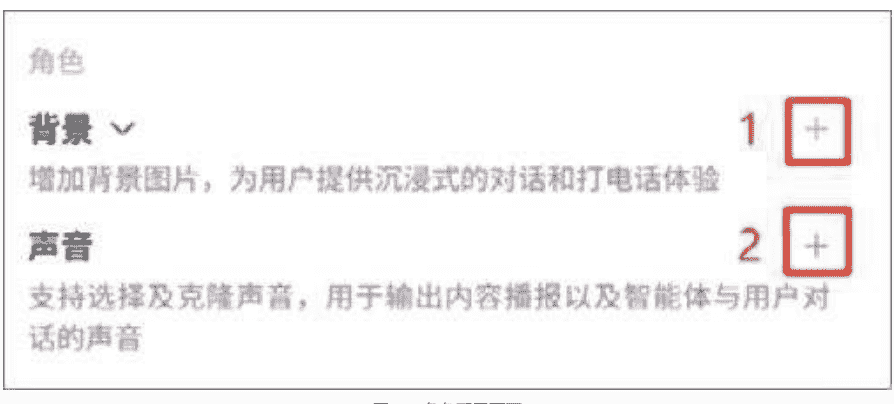 角色
背景
1
增加背景图片，为用户提供沉浸式的对话和打电话体验
声音
2
支持选择及克隆声音，用于输出内容播报以及智能体与用户对
话的声音